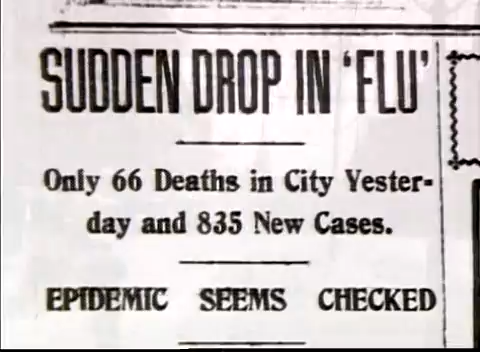 SUDDEN DROP IN 'FLU'
Only 66 Deaths in City Yester-
day and 835 New Cases.
EPIDEMIC SEEMS CHECKED